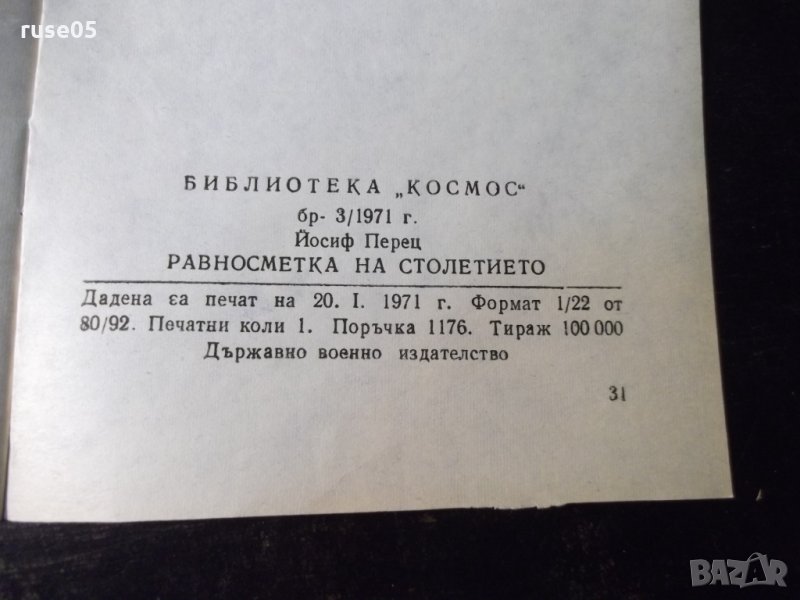 ruse05
БИБЛИОТЕКА „КОСМОС“
бр- 3/1971 г.
Йосиф Перец
РАВНОСМЕТКА НА СТОЛЕТИЕТО
Дадена за печат на 20. I. 1971 г. Формат 1/22 от
80/92. Печатни коли 1. Поръчка 1176. Тираж 100 000
Държавно военно издателство
31
BAZAR